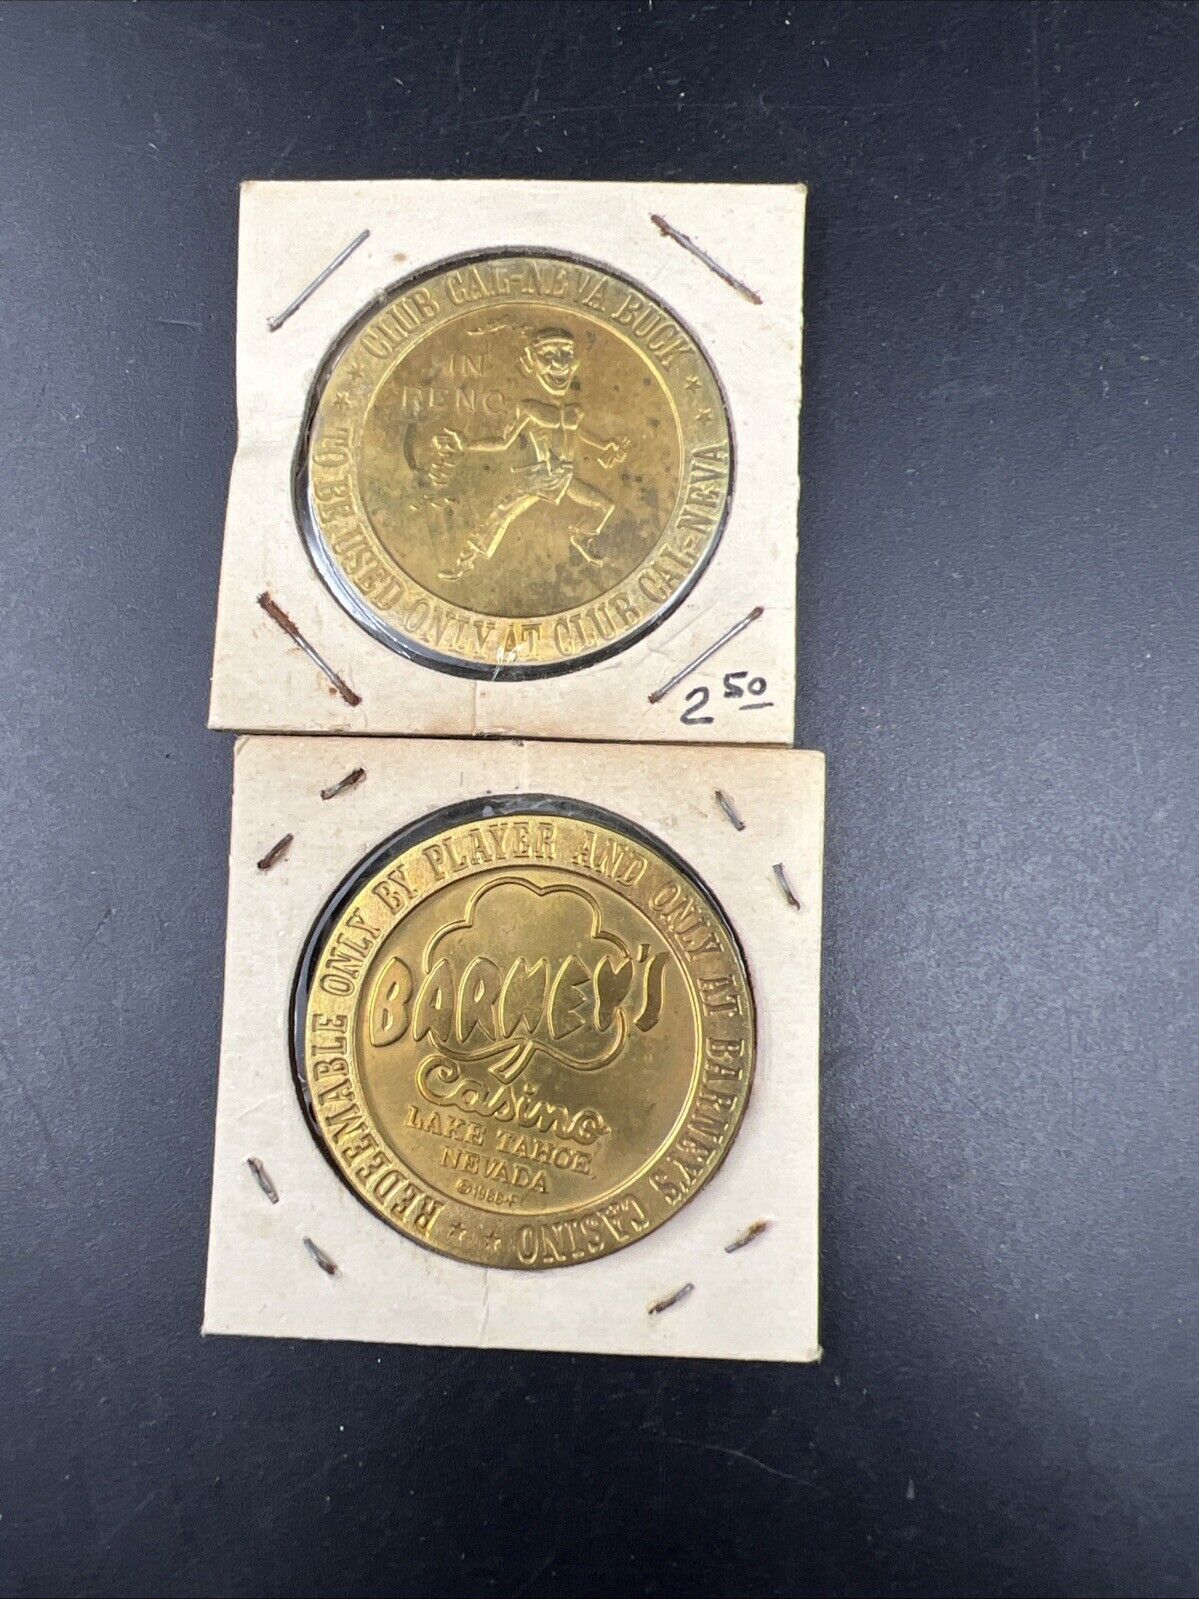 ★ CLUB CAL-NEVA BUCK ★
IN
RENO
★ TO BE USED ONLY AT CLUB CAL-NEVA ★
2 50
REDEEMABLE ONLY BY PLAYER AND ONLY AT BARNEY'S CASINO ★ ★
BARNEY'S
Casino
LAKE TAHOE,
NEVADA